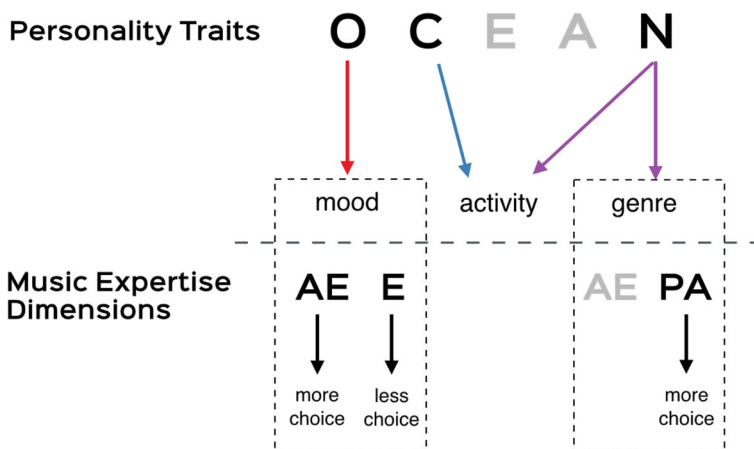 Personality Traits O C E A N
mood activity genre
Music Expertise
Dimensions
AE E AE PA
more less more
choice choice choice